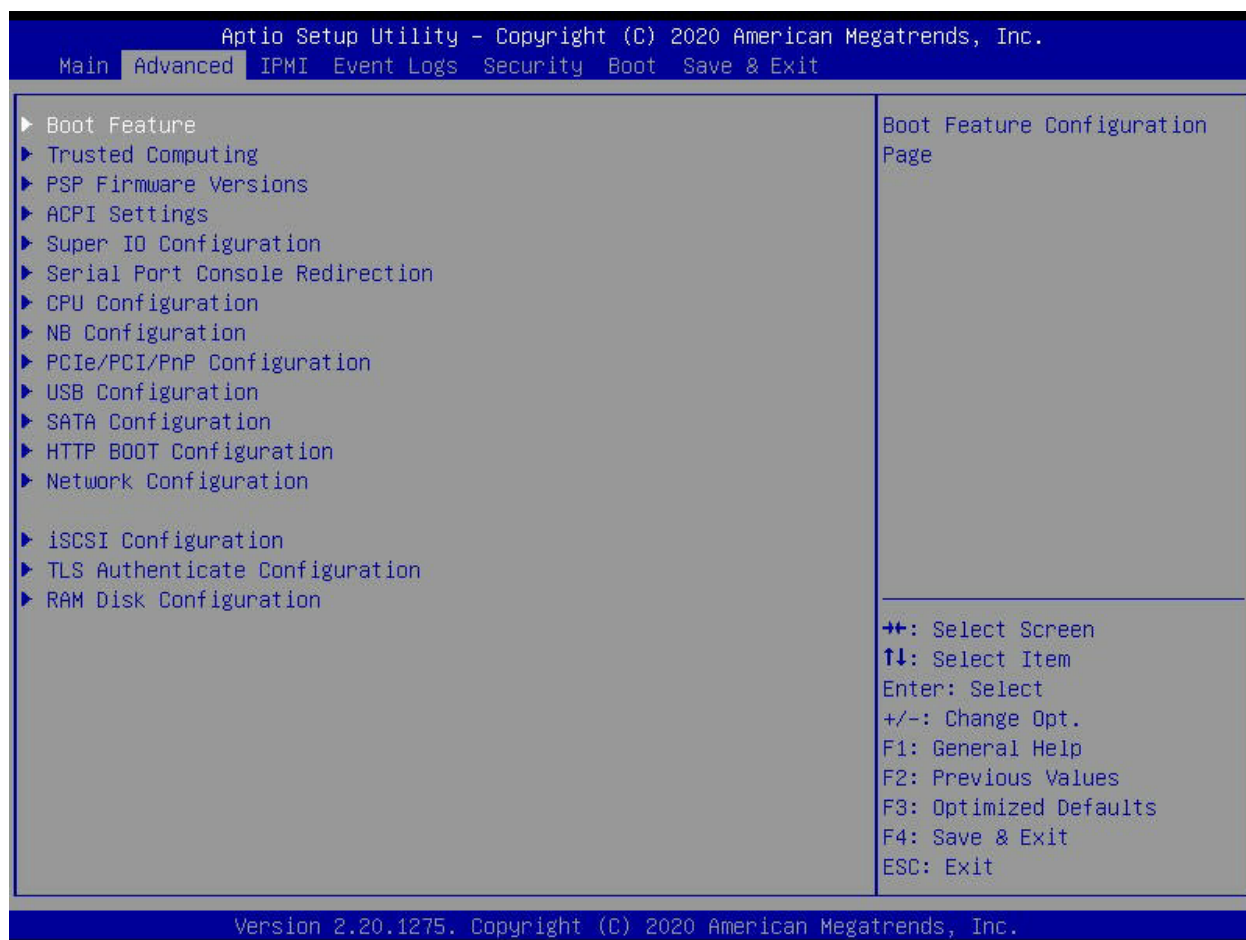 Aptio Setup Utility – Copyright (C) 2020 American Megatrends, Inc.
Main Advanced IPMI Event Logs Security Boot Save & Exit
Boot Feature
Trusted Computing
PSP Firmware Versions
ACPI Settings
Super IO Configuration
Serial Port Console Redirection
CPU Configuration
NB Configuration
PCIe/PCI/PnP Configuration
USB Configuration
SATA Configuration
HTTP BOOT Configuration
Network Configuration
iSCSI Configuration
TLS Authenticate Configuration
RAM Disk Configuration
Boot Feature Configuration
Page
→←: Select Screen
↑↓: Select Item
Enter: Select
+/-: Change Opt.
F1: General Help
F2: Previous Values
F3: Optimized Defaults
F4: Save & Exit
ESC: Exit
Version 2.20.1275. Copyright (C) 2020 American Megatrends, Inc.